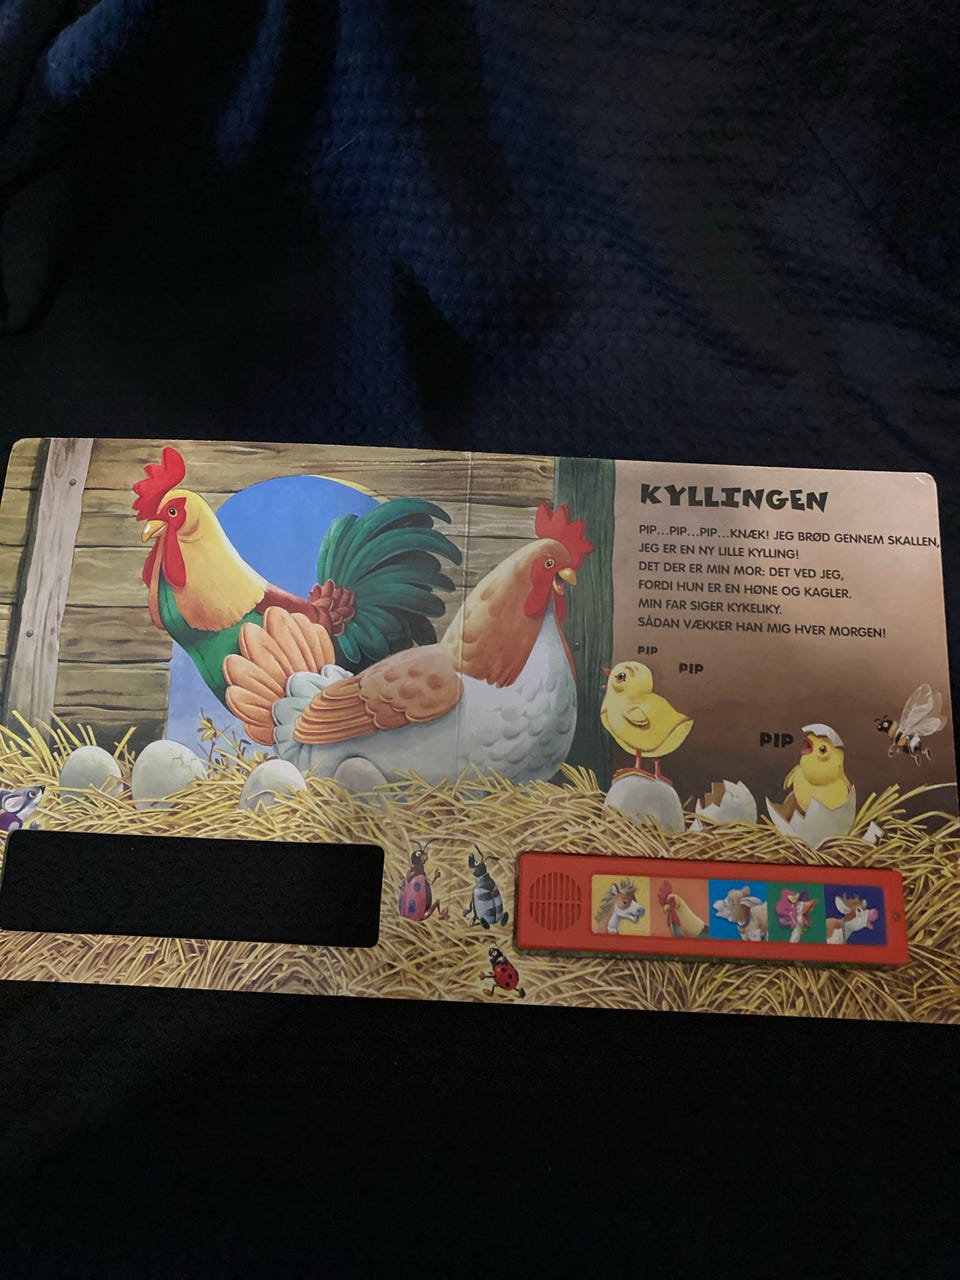 KYLLINGEN
PIP...PIP...PIP...KNÆK! JEG BRØD GENNEM SKALLEN,
JEG ER EN NY LILLE KYLLING!
DET DER ER MIN MOR: DET VED JEG,
FORDI HUN ER EN HØNE OG KAGLER.
MIN FAR SIGER KYKELIKY.
SÅDAN VÆKKER HAN MIG HVER MORGEN!
PIP
PIP
PIP